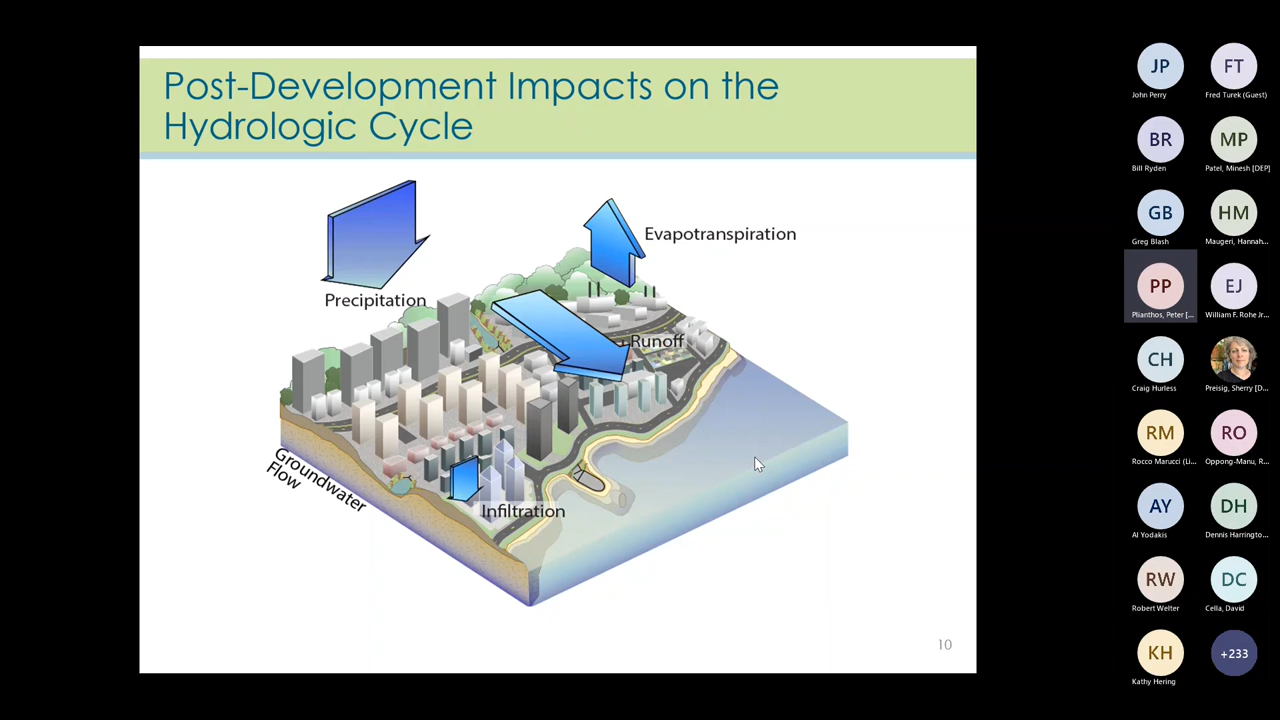 Post-Development Impacts on the
Hydrologic Cycle
Precipitation
Evapotranspiration
Runoff
Groundwater
Flow
Infiltration
10
JP
John Perry
FT
Fred Turek (Guest)
BR
Bill Ryden
MP
Patel, Minesh [DEP]
GB
Greg Blash
HM
Maugeri, Hannah...
PP
Plianthos, Peter [...
EJ
William F. Rohe Jr...
CH
Craig Hurless
Preisig, Sherry [D...
RM
Rocco Marucci (Li...
RO
Oppong-Manu, R...
AY
Al Yodakis
DH
Dennis Harringto...
RW
Robert Welter
DC
Cella, David
KH
Kathy Hering
+233